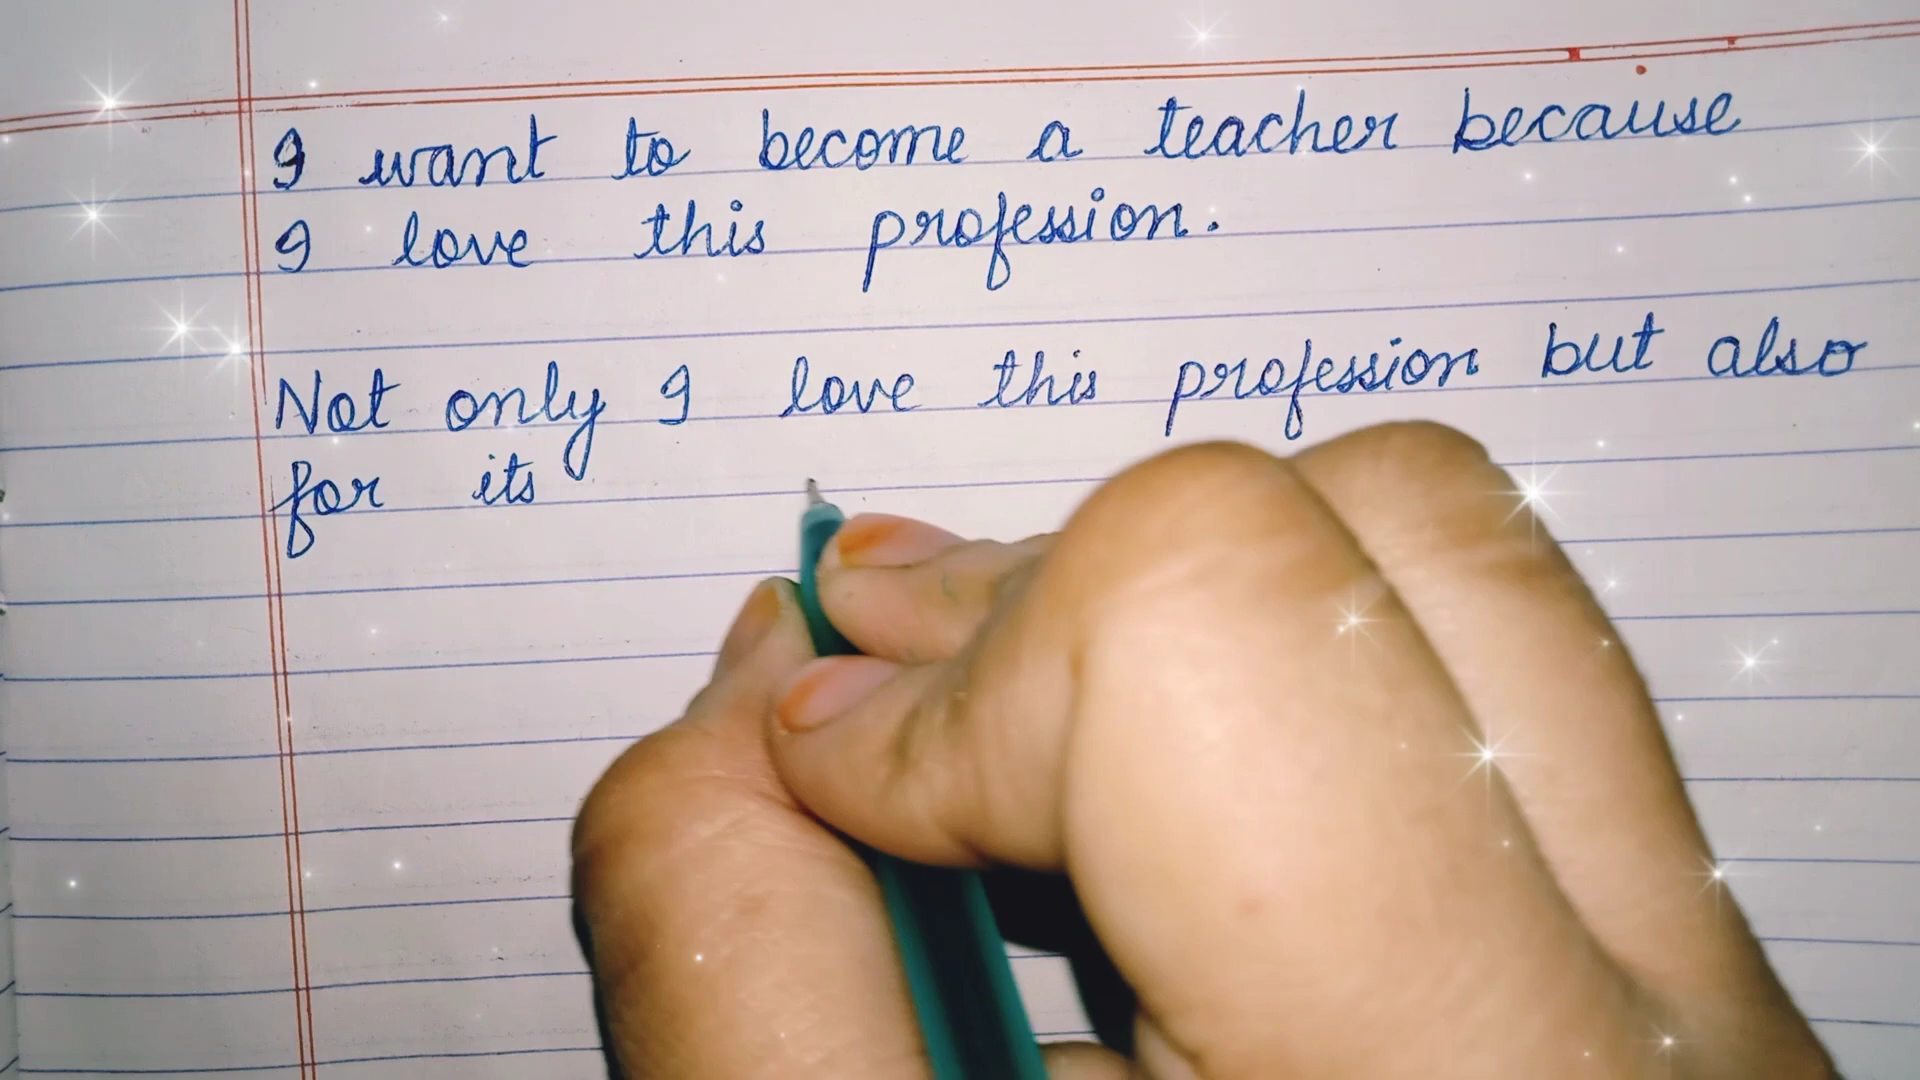 I want to become a teacher because
I love this profession.
Not only I love this profession but also
for its